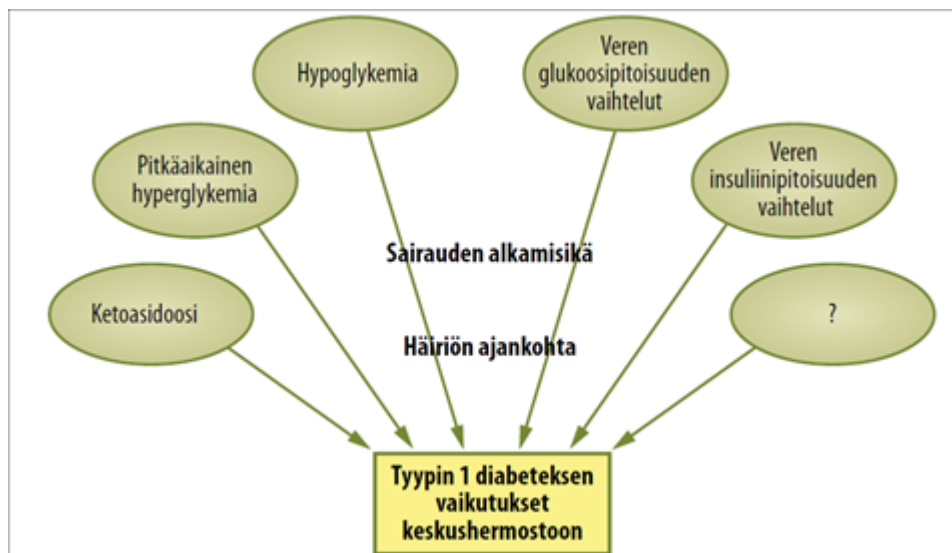 Hypoglykemia
Veren
glukoosipitoisuuden
vaihtelut
Pitkäaikainen
hyperglykemia
Veren
insuliinipitoisuuden
vaihtelut
Sairauden alkamisikä
Ketoasidoosi
?
Häiriön ajankohta
Tyypin 1 diabeteksen
vaikutukset
keskushermostoon